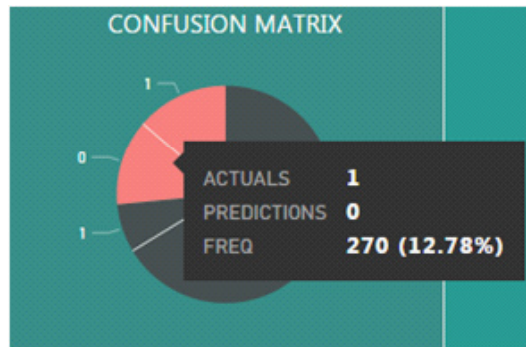 CONFUSION MATRIX
1
0
1
ACTUALS 1
PREDICTIONS 0
FREQ 270 (12.78%)